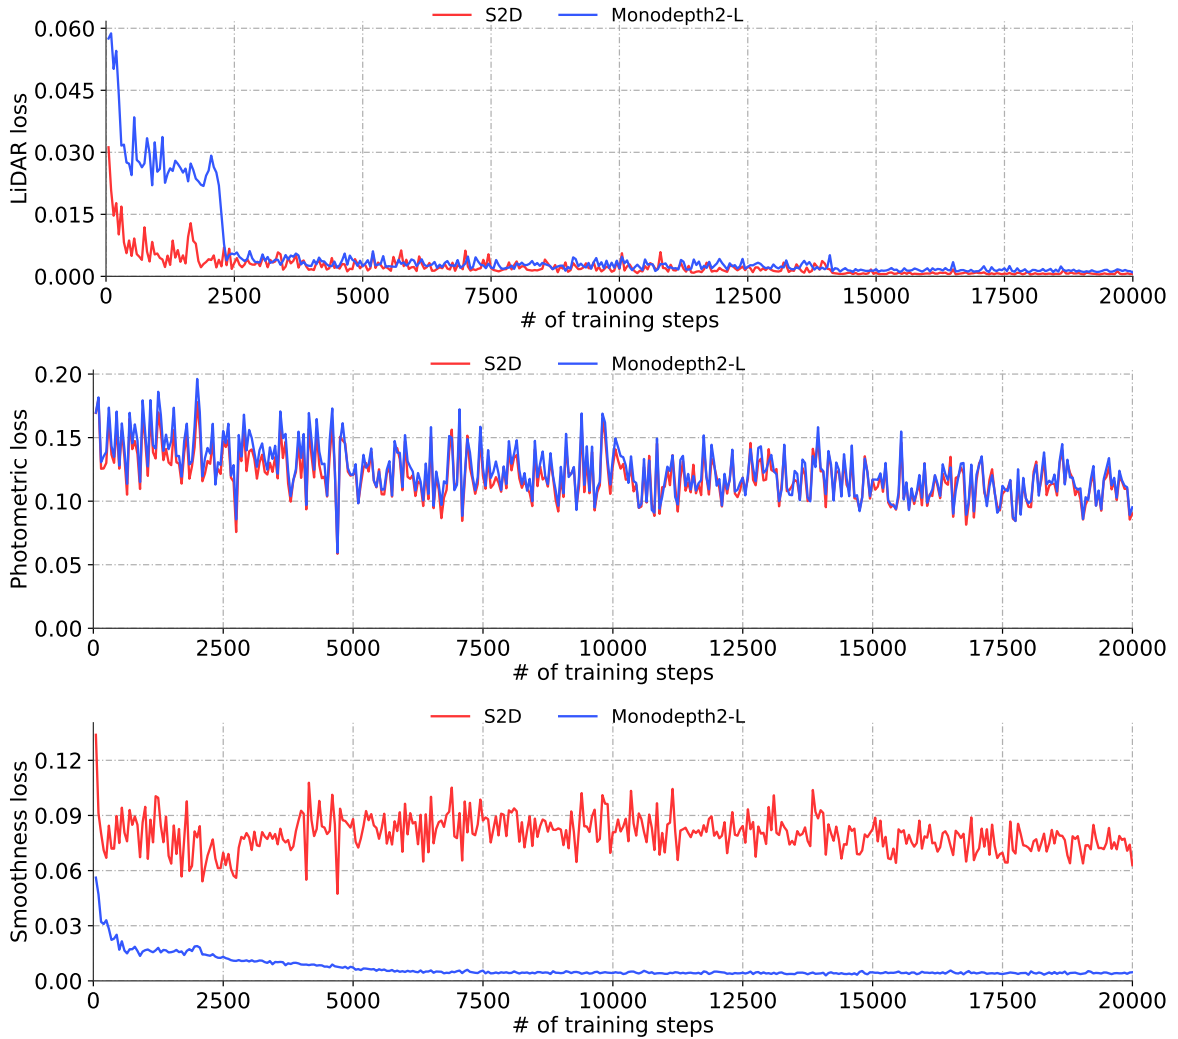 S2D Monodepth2-L
0.060
0.045
0.030
0.015
0.000
LiDAR loss
0 2500 5000 7500 10000 12500 15000 17500 20000
# of training steps
S2D Monodepth2-L
0.20
0.15
0.10
0.05
0.00
Photometric loss
0 2500 5000 7500 10000 12500 15000 17500 20000
# of training steps
S2D Monodepth2-L
0.12
0.09
0.06
0.03
0.00
Smoothness loss
0 2500 5000 7500 10000 12500 15000 17500 20000
# of training steps